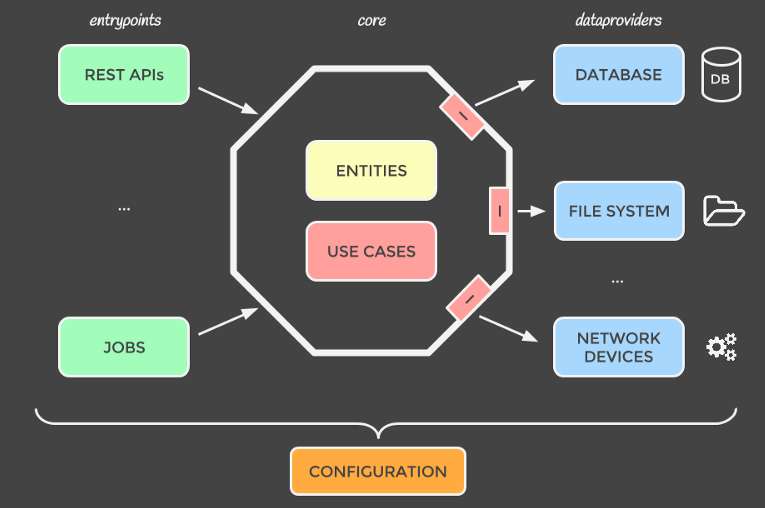 entrypoints
core
dataproviders
REST APIs
DATABASE
DB
I
ENTITIES
...
I
FILE SYSTEM
USE CASES
...
I
JOBS
NETWORK
DEVICES
CONFIGURATION